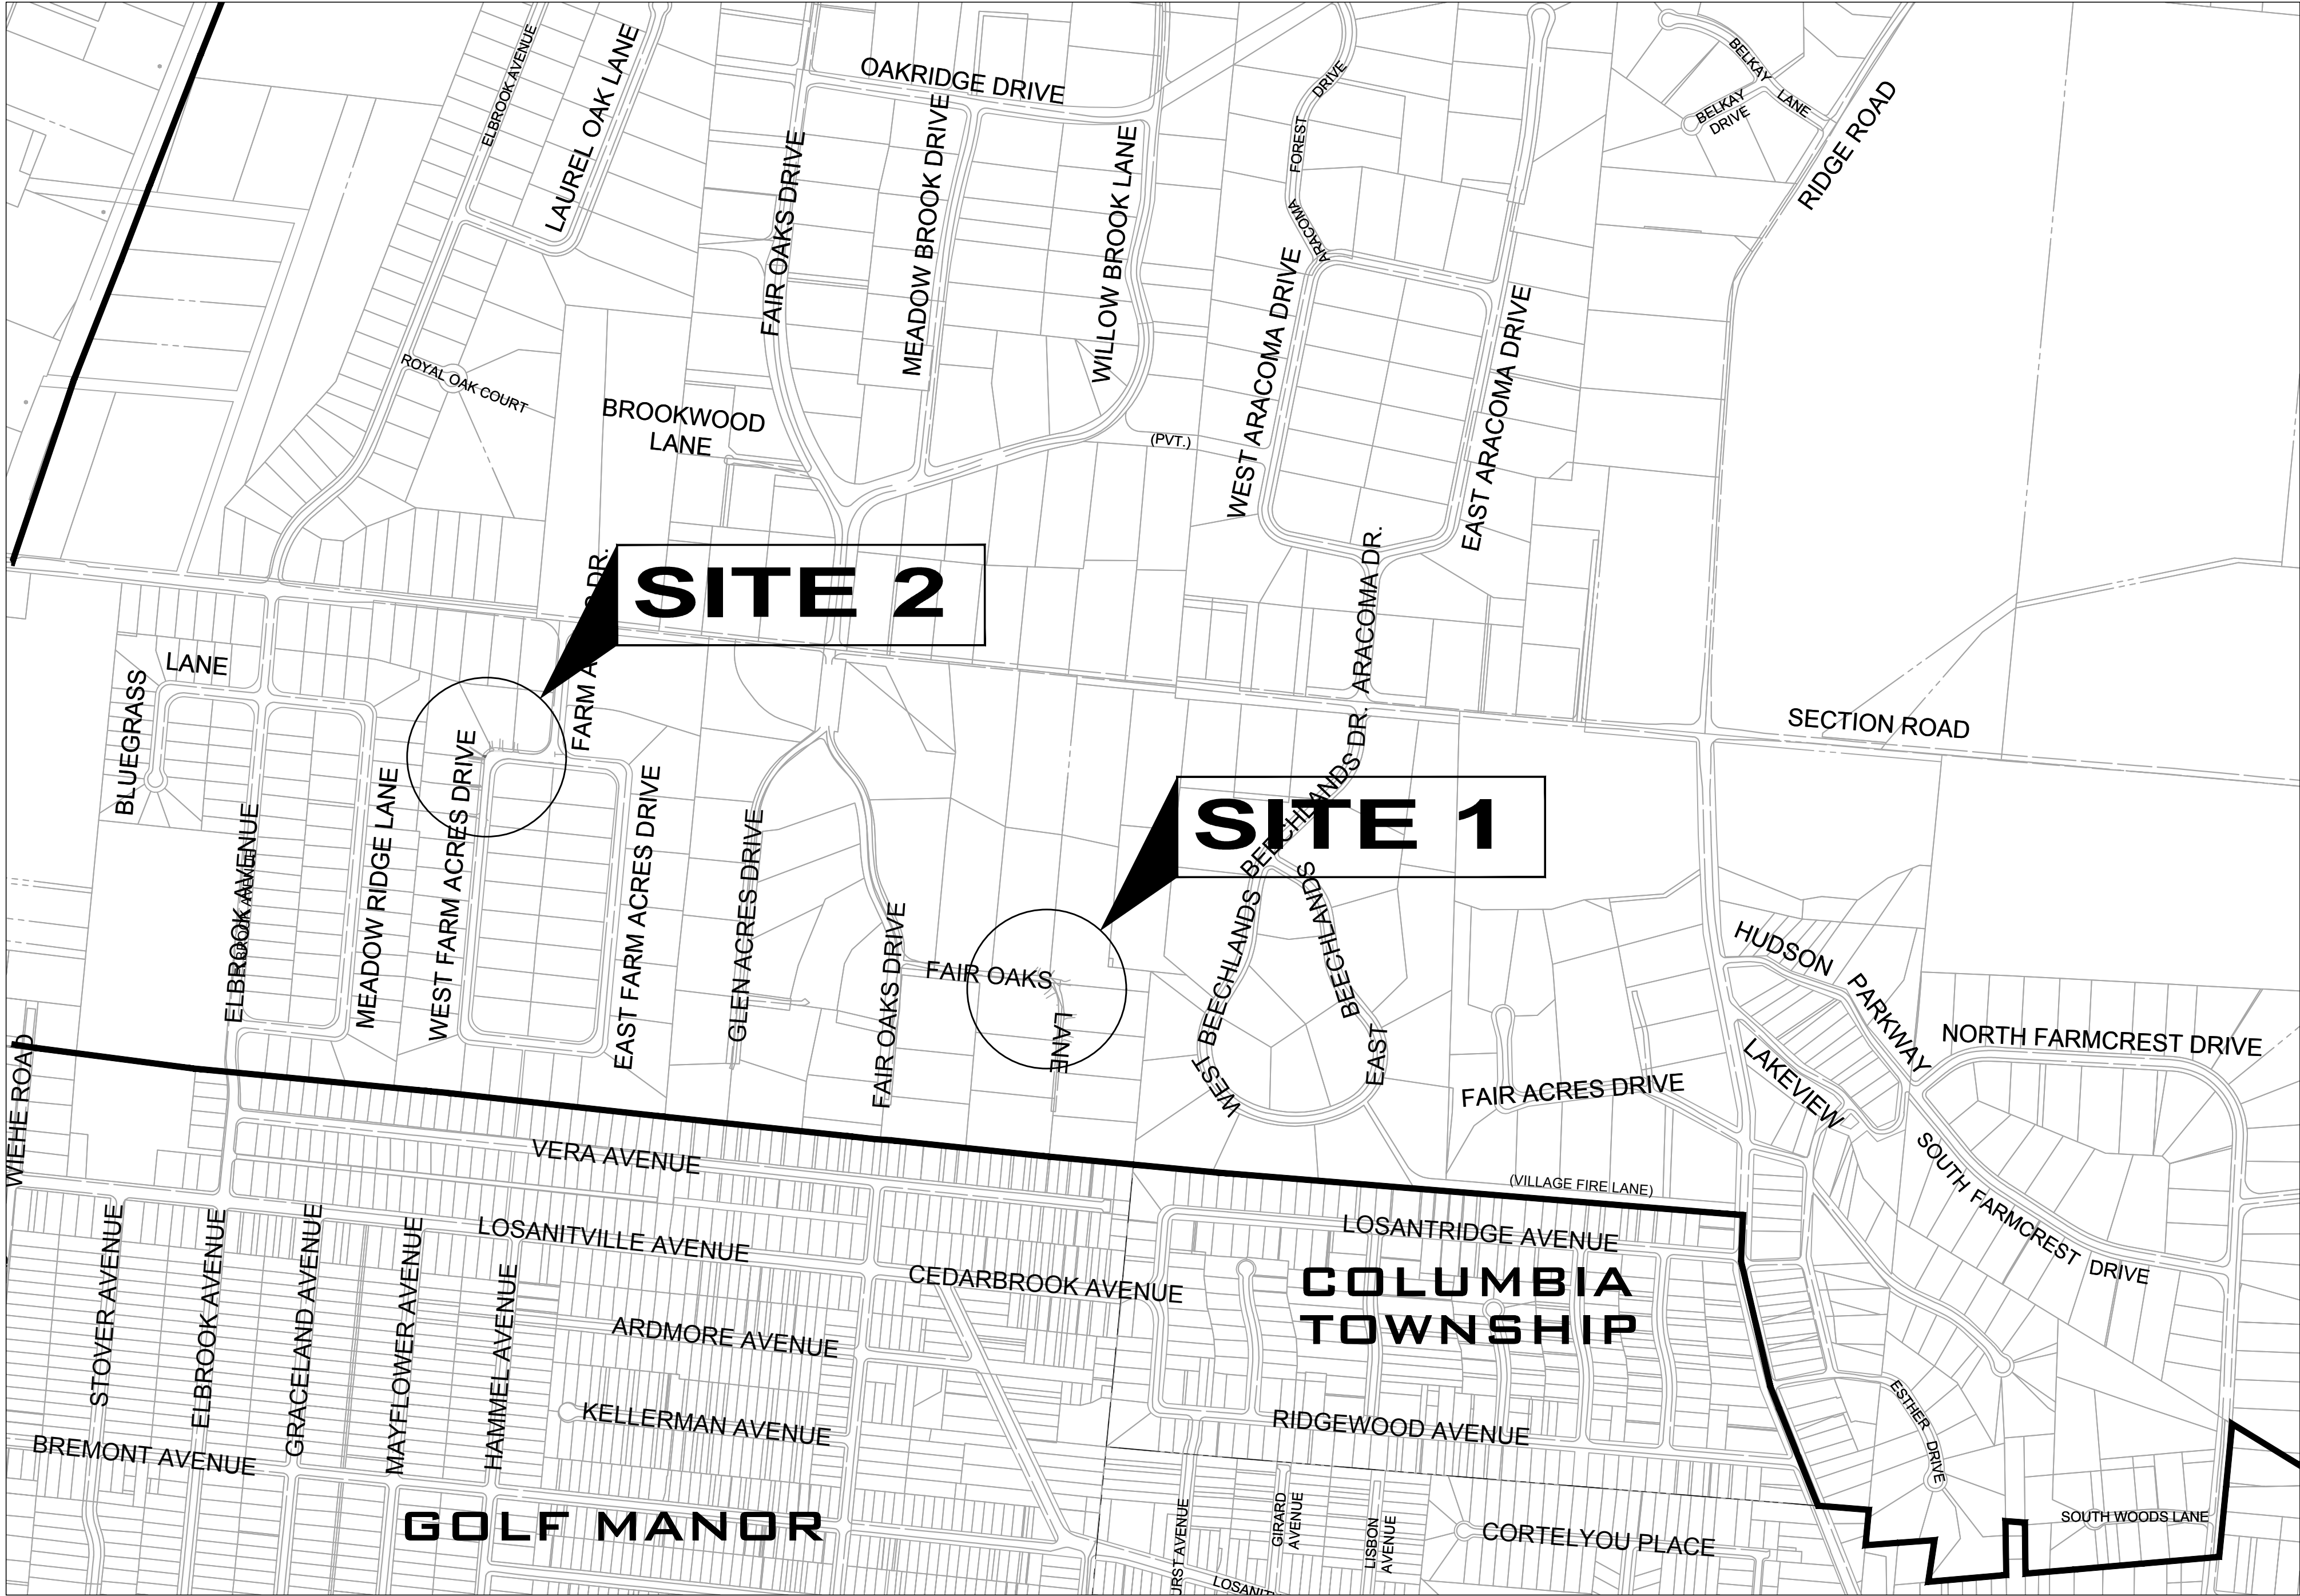 ELBROOK AVENUE
LAUREL OAK LANE
OAKRIDGE DRIVE
FAIR OAKS DRIVE
MEADOW BROOK DRIVE
WILLOW BROOK LANE
DRIVE
FOREST
ARACOMA
BELKAY
LANE
BELKAY
DRIVE
RIDGE ROAD
WEST ARACOMA DRIVE
EAST ARACOMA DRIVE
ROYAL OAK COURT
BROOKWOOD
LANE
(PVT.)
ARACOMA DR.
SITE 2
DR.
FARM A
LANE
BLUEGRASS
SECTION ROAD
BEECHLANDS DR.
SITE 1
ELBROOK AVENUE
ELBROOK AVENUE
MEADOW RIDGE LANE
WEST FARM ACRES DRIVE
EAST FARM ACRES DRIVE
GLEN ACRES DRIVE
FAIR OAKS DRIVE
FAIR OAKS
LANE
WEST BEECHLANDS
BEECHLANDS
EAST
HUDSON
PARKWAY
NORTH FARMCREST DRIVE
LAKEVIEW
FAIR ACRES DRIVE
SOUTH FARMCREST DRIVE
WIEHE ROAD
VERA AVENUE
(VILLAGE FIRE LANE)
LOSANITVILLE AVENUE
LOSANTRIDGE AVENUE
CEDARBROOK AVENUE
COLUMBIA
TOWNSHIP
STOVER AVENUE
ELBROOK AVENUE
GRACELAND AVENUE
MAYFLOWER AVENUE
HAMMEL AVENUE
ARDMORE AVENUE
KELLERMAN AVENUE
RIDGEWOOD AVENUE
ESTHER DRIVE
BREMONT AVENUE
GOLF MANOR
URST AVENUE
GIRARD
AVENUE
LISBON
AVENUE
CORTELYOU PLACE
SOUTH WOODS LANE
LOSANIT